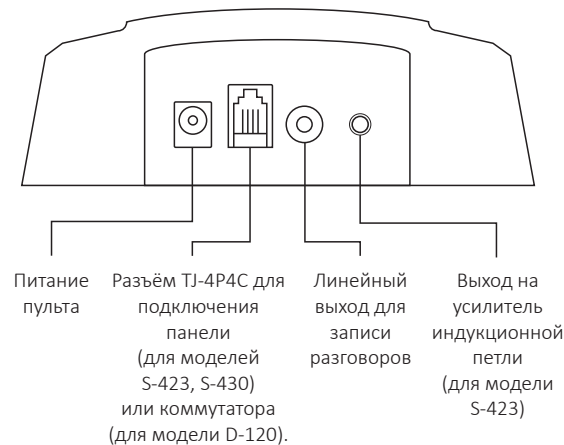 Питание
пульта
Разъём TJ-4P4C для
подключения
панели
(для моделей
S-423, S-430)
или коммутатора
(для модели D-120).
Линейный
выход для
записи
разговоров
Выход на
усилитель
индукционной
петли
(для модели
S-423)